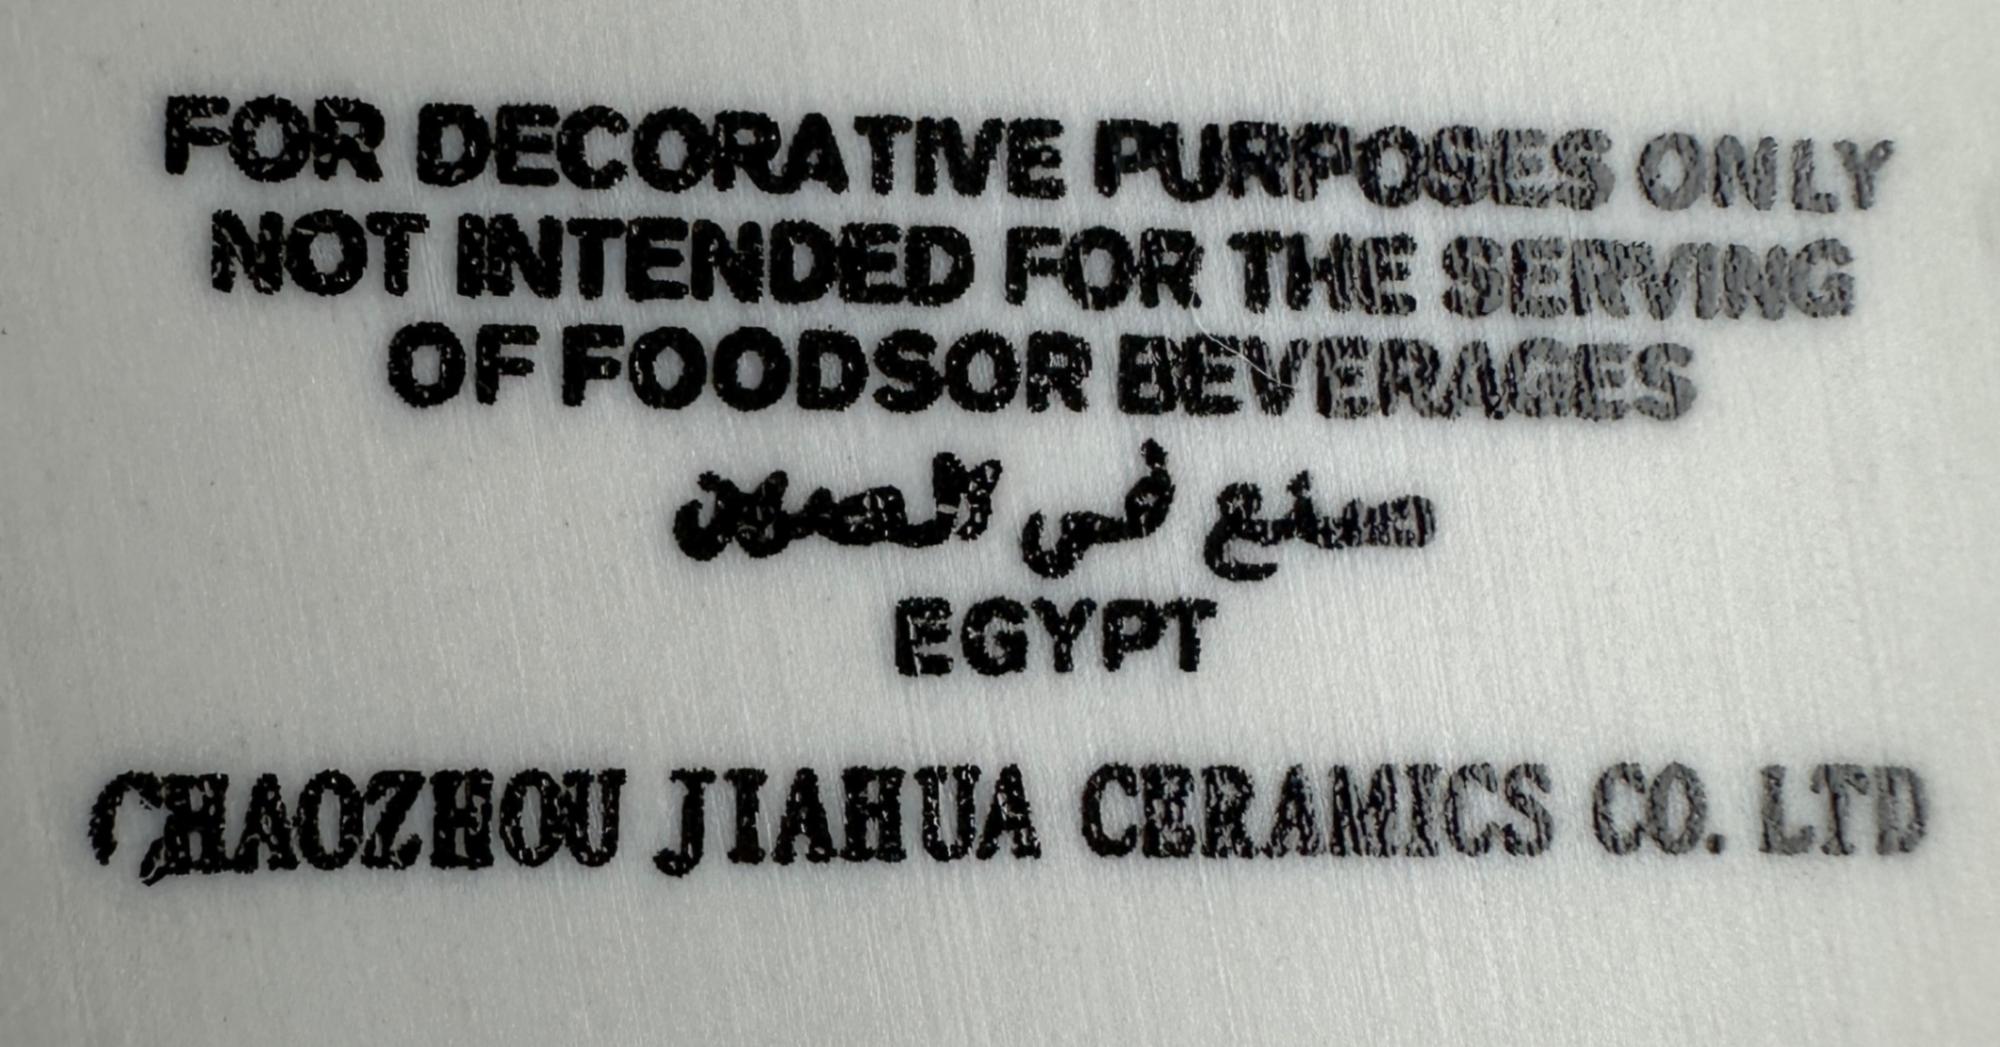 FOR DECORATIVE PURPOSES ONLY
NOT INTENDED FOR THE SERVING
OF FOODSOR BEVERAGES
صنع في الصين
EGYPT
CHAOZHOU JIAHUA CERAMICS CO. LTD